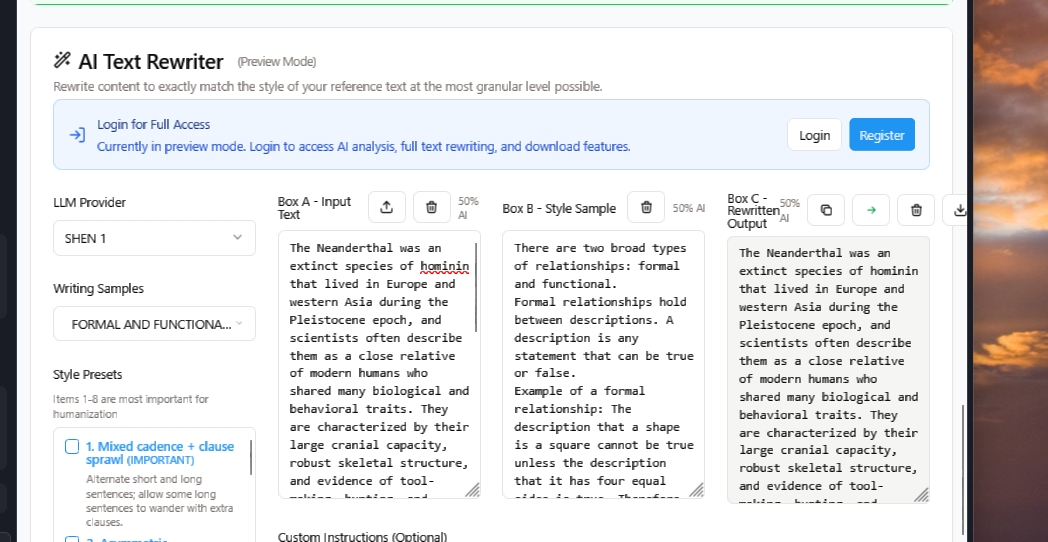 AI Text Rewriter (Preview Mode)
Rewrite content to exactly match the style of your reference text at the most granular level possible.
Login for Full Access
Currently in preview mode. Login to access AI analysis, full text rewriting, and download features.
Login
Register
LLM Provider
SHEN 1
Writing Samples
FORMAL AND FUNCTIONA...
Style Presets
Items 1-8 are most important for
humanization
1. Mixed cadence + clause
sprawl (IMPORTANT)
Alternate short and long
sentences; allow some long
sentences to wander with extra
clauses.
2. Asymmetric
Box A - Input
Text
50%
AI
The Neanderthal was an
extinct species of hominin
that lived in Europe and
western Asia during the
Pleistocene epoch, and
scientists often describe
them as a close relative
of modern humans who
shared many biological and
behavioral traits. They
are characterized by their
large cranial capacity,
robust skeletal structure,
and evidence of tool-
making, hunting, and
Box B - Style Sample
50% AI
There are two broad types
of relationships: formal
and functional.
Formal relationships hold
between descriptions. A
description is any
statement that can be true
or false.
Example of a formal
relationship: The
description that a shape
is a square cannot be true
unless the description
that it has four equal
sides is true. Therefore
Box C -
Rewritten
Output
50%
AI
The Neanderthal was an
extinct species of hominin
that lived in Europe and
western Asia during the
Pleistocene epoch, and
scientists often describe
them as a close relative
of modern humans who
shared many biological and
behavioral traits. They
are characterized by their
large cranial capacity,
robust skeletal structure,
and evidence of tool-
making, hunting, and
Custom Instructions (Optional)